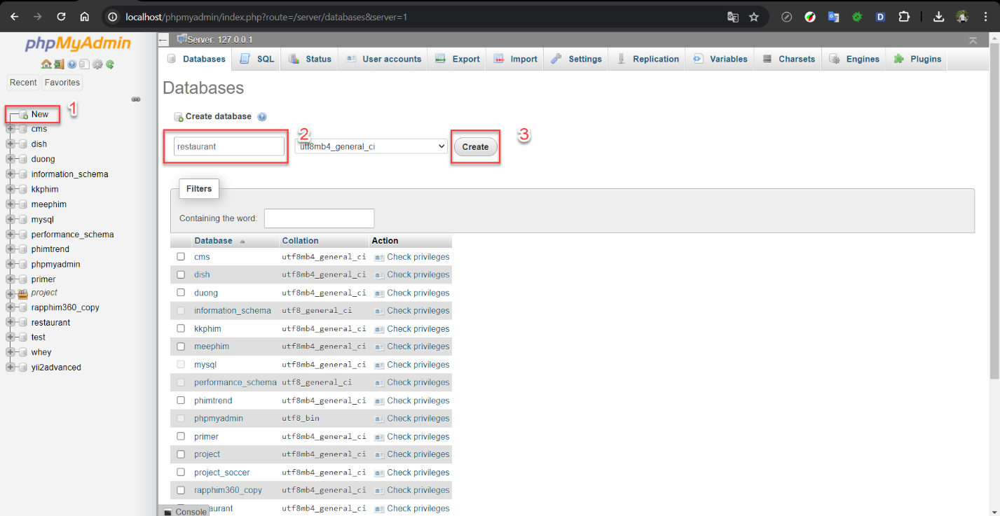 localhost/phpmyadmin/index.php?route=/server/databases&server=1
phpMyAdmin
Recent Favorites
New 1
cms
dish
duong
information_schema
kkphim
meephim
mysql
performance_schema
phimtrend
phpmyadmin
primer
project
rapphim360_copy
restaurant
test
whey
yii2advanced
Server: 127.0.0.1
Databases SQL Status User accounts Export Import Settings Replication Variables Charsets Engines Plugins
Databases
Create database
restaurant 2 utf8mb4_general_ci Create 3
Filters
Containing the word:
Database Collation Action
cms utf8mb4_general_ci Check privileges
dish utf8mb4_general_ci Check privileges
duong utf8mb4_general_ci Check privileges
information_schema utf8_general_ci Check privileges
kkphim utf8mb4_general_ci Check privileges
meephim utf8mb4_general_ci Check privileges
mysql utf8mb4_general_ci Check privileges
performance_schema utf8_general_ci Check privileges
phimtrend utf8mb4_general_ci Check privileges
phpmyadmin utf8_bin Check privileges
primer utf8mb4_general_ci Check privileges
project utf8mb4_general_ci Check privileges
project_soccer utf8mb4_general_ci Check privileges
rapphim360_copy utf8mb4_general_ci Check privileges
aurant utf8mb4_general_ci Check privileges
Console